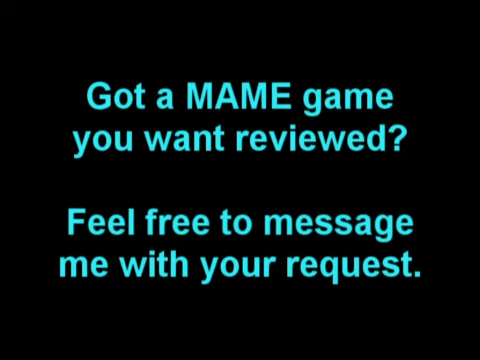 Got a MAME game
you want reviewed?
Feel free to message
me with your request.